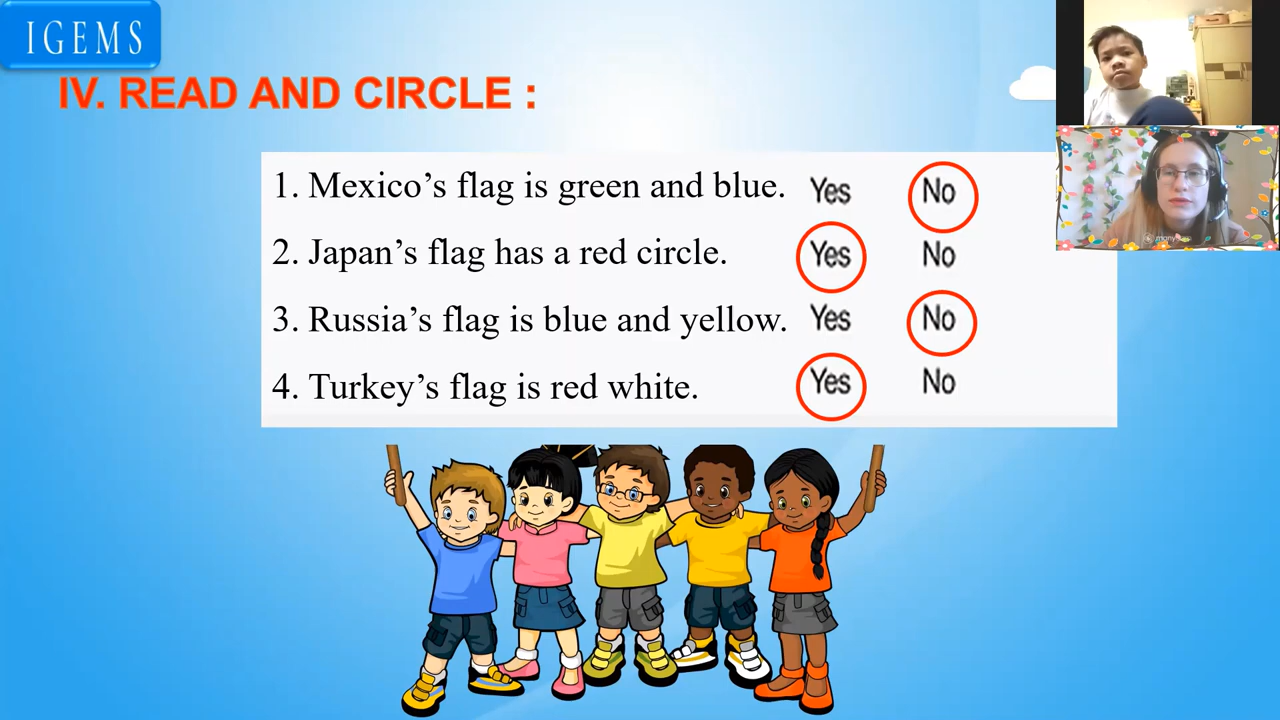 IGEMS
IV. READ AND CIRCLE :
1. Mexico's flag is green and blue. Yes No
2. Japan's flag has a red circle. Yes No
3. Russia's flag is blue and yellow. Yes No
4. Turkey's flag is red white. Yes No